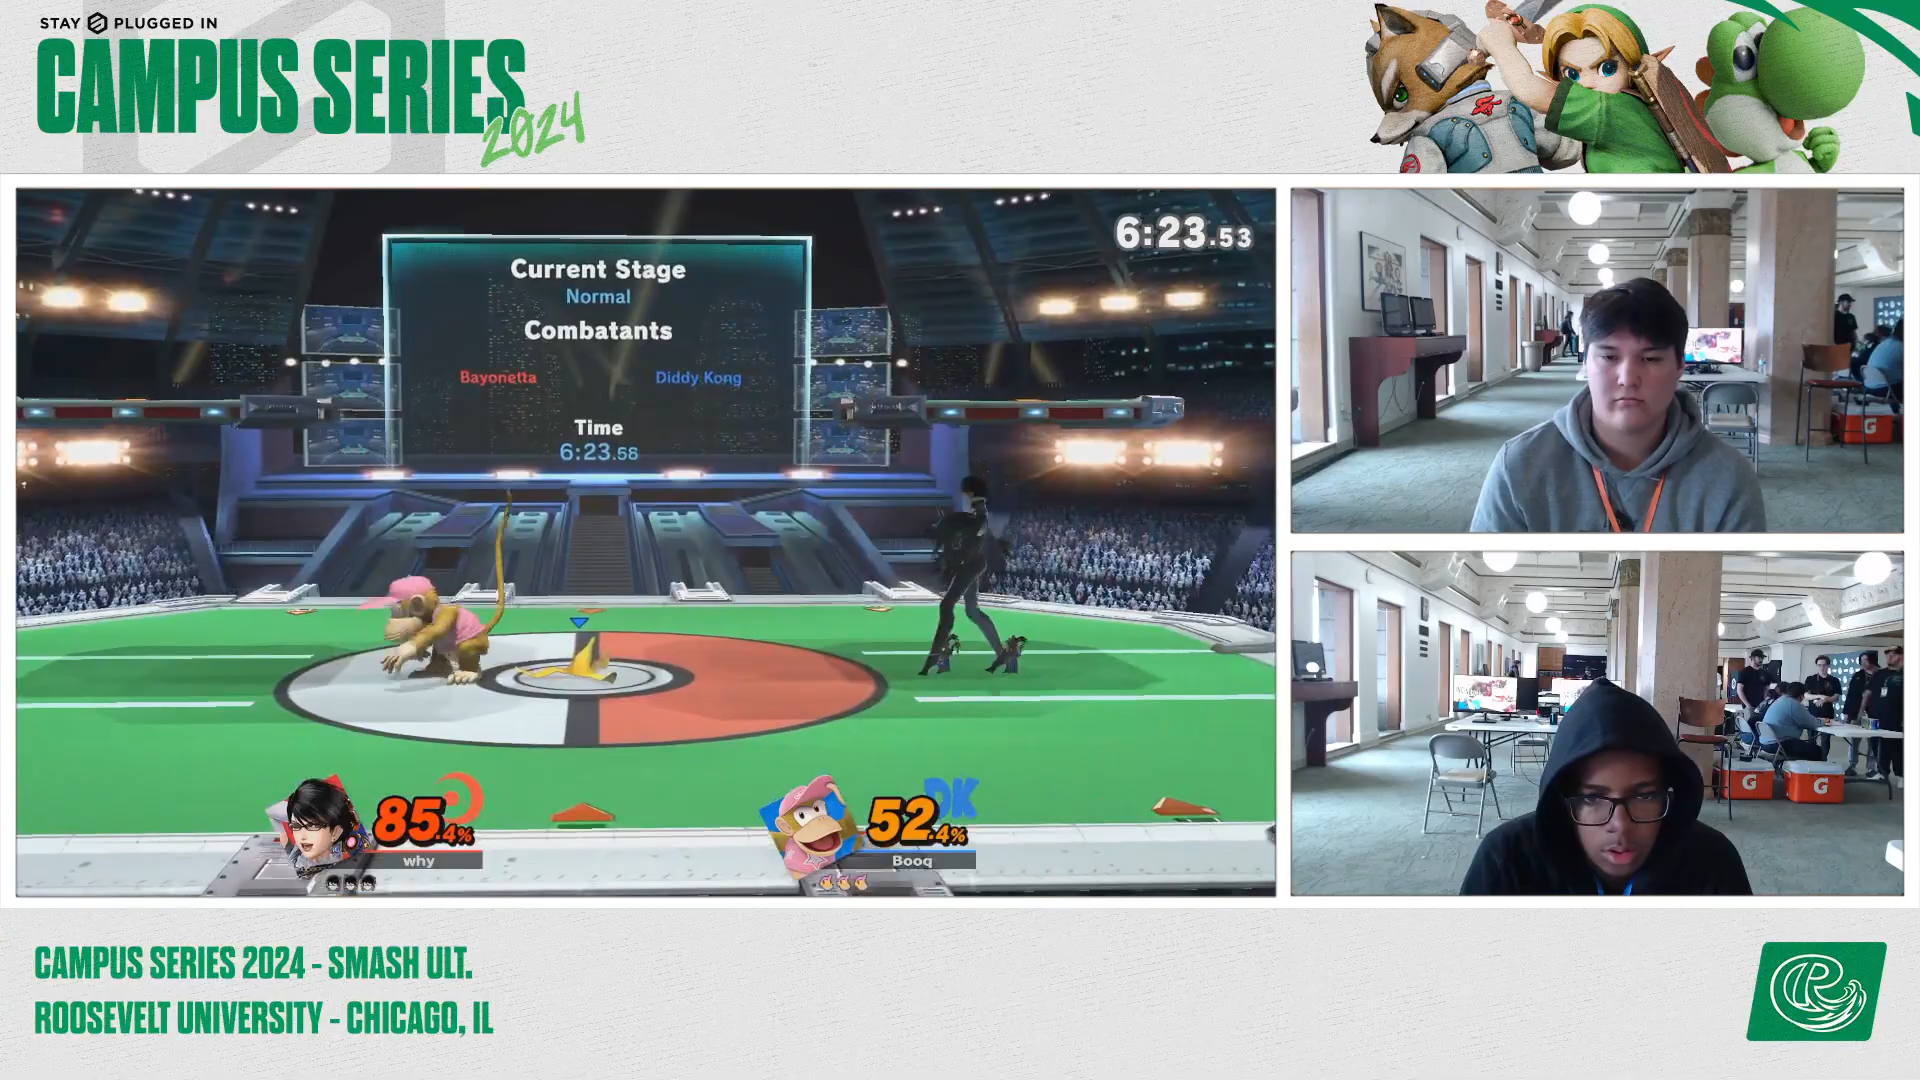 STAY PLUGGED IN
CAMPUS SERIES
2024
6:23.53
Current Stage
Normal
Combatants
Bayonetta Diddy Kong
Time
6:23.58
85.4%
why
DK
52.4%
Booq
G
G
G
CAMPUS SERIES 2024 - SMASH ULT.
ROOSEVELT UNIVERSITY - CHICAGO, IL
R